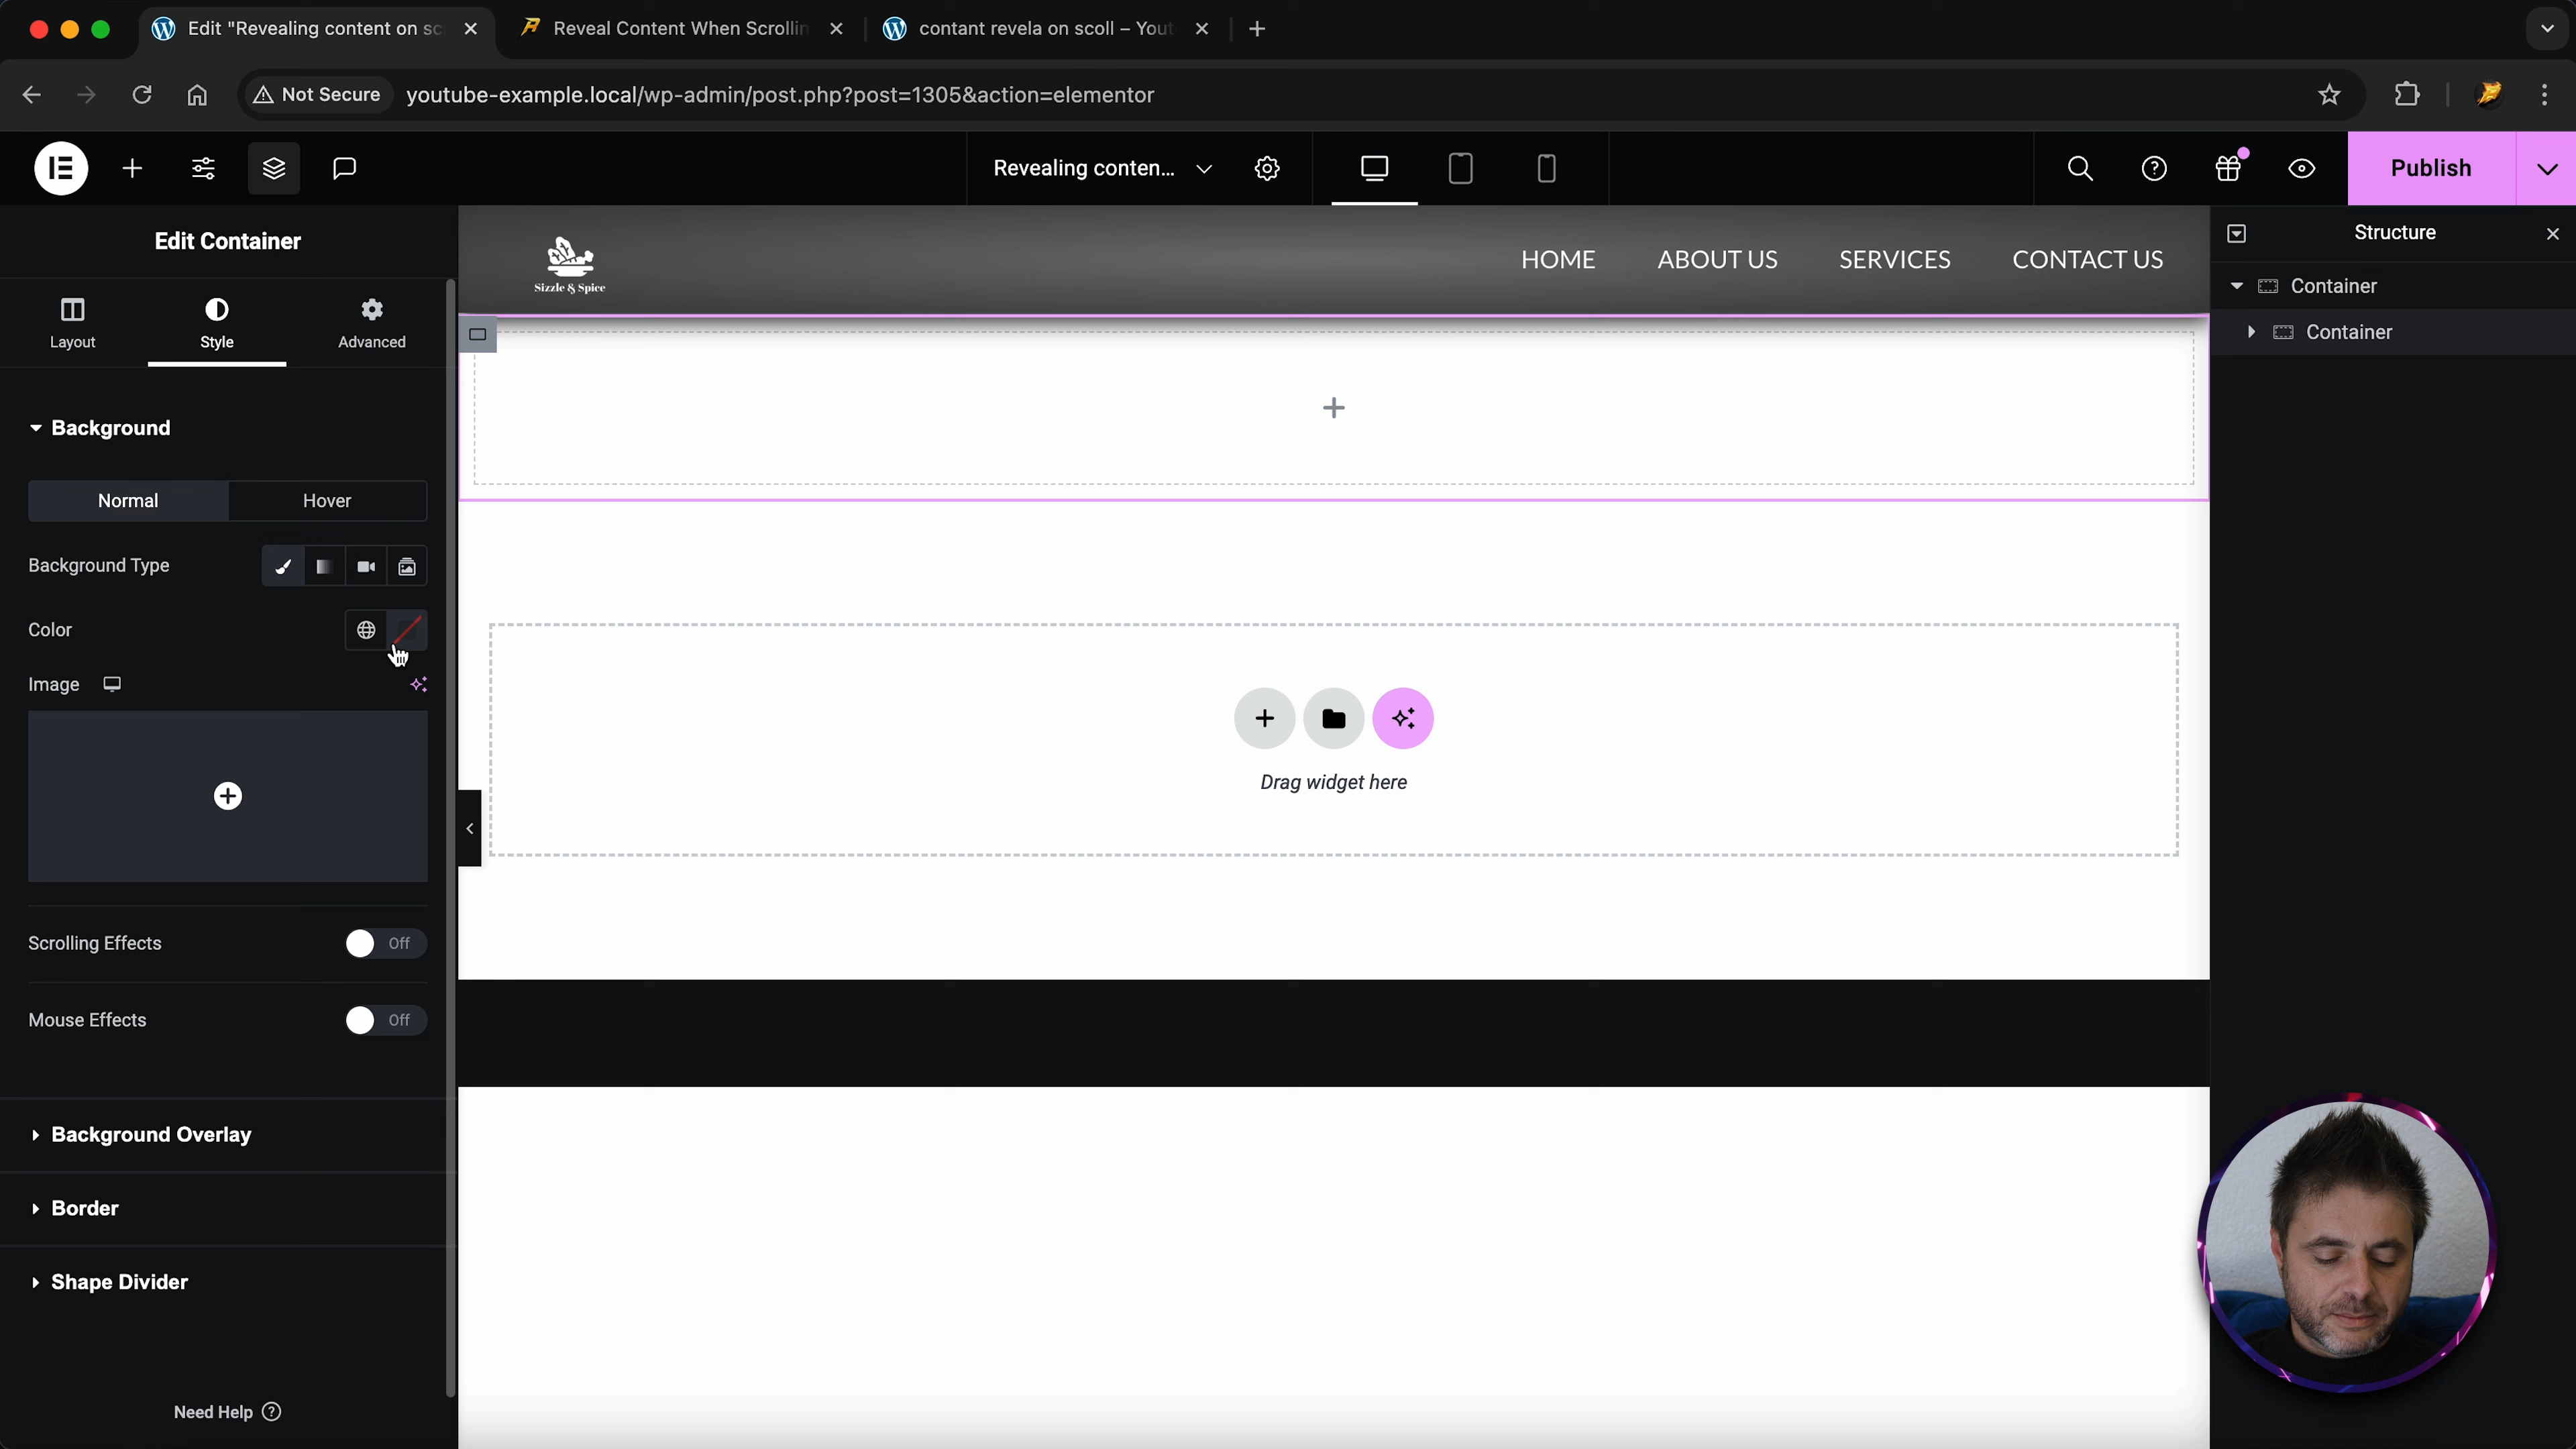 Edit "Revealing content on sc
Reveal Content When Scrollin
contant revela on scoll – Yout
Not Secure
youtube-example.local/wp-admin/post.php?post=1305&action=elementor
Revealing conten...
Publish
Edit Container
Layout
Style
Advanced
Background
Normal
Hover
Background Type
Color
Image
Scrolling Effects
Off
Mouse Effects
Off
Background Overlay
Border
Shape Divider
Need Help
Sizzle & Spice
HOME
ABOUT US
SERVICES
CONTACT US
Drag widget here
Structure
Container
Container